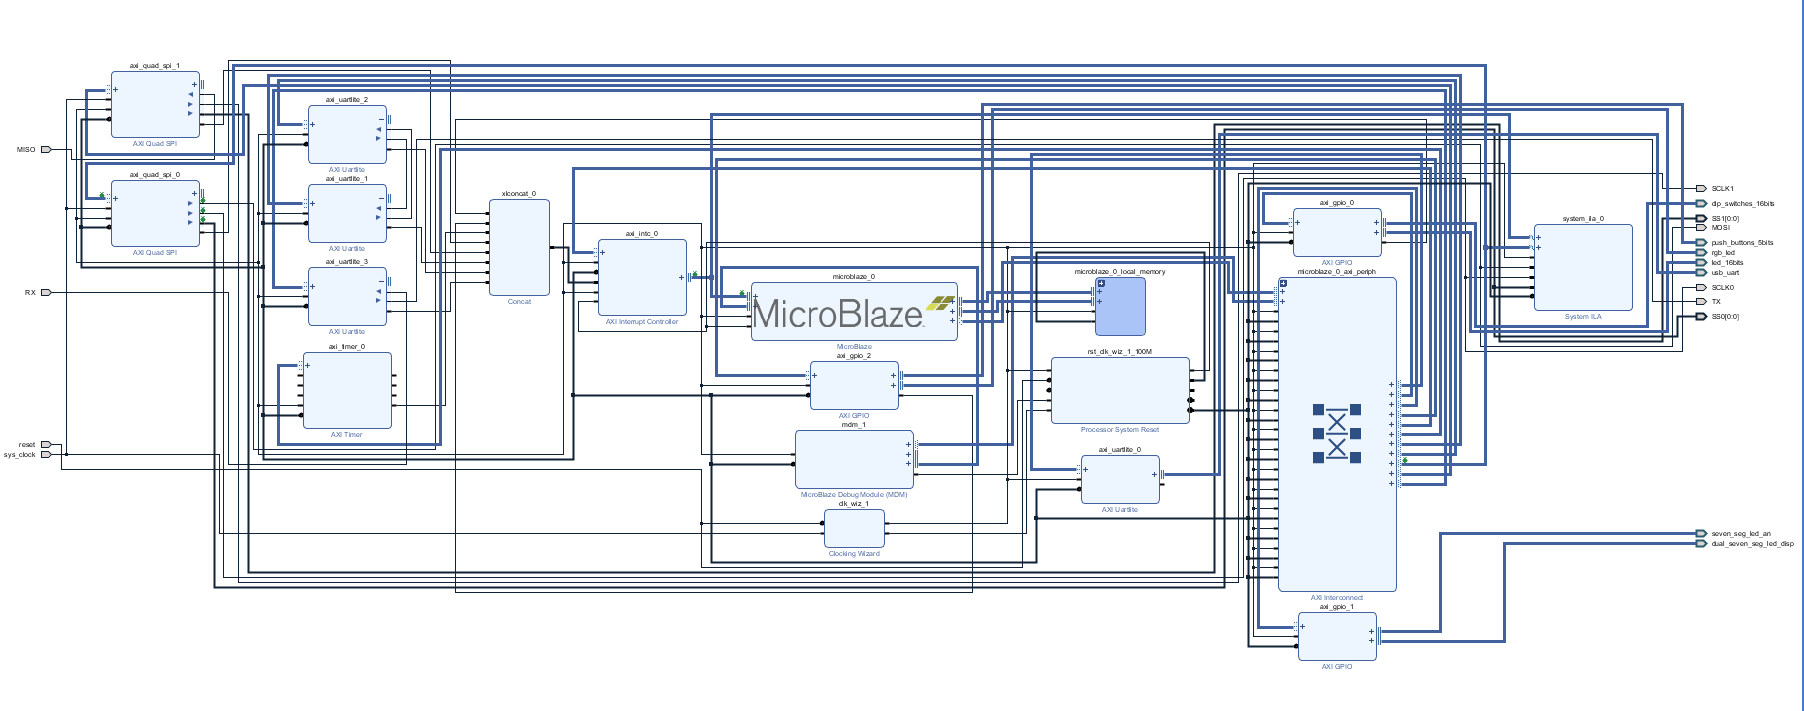 axi_quad_spi_1
AXI Quad SPI
MISO
axi_quad_spi_0
AXI Quad SPI
RX
reset
sys_clock
axi_uartlite_2
AXI Uartlite
axi_uartlite_1
AXI Uartlite
axi_uartlite_3
AXI Uartlite
axi_timer_0
AXI Timer
xlconcat_0
Concat
axi_intc_0
AXI Interrupt Controller
microblaze_0
MicroBlaze
MicroBlaze
axi_gpio_2
AXI GPIO
mdm_1
MicroBlaze Debug Module (MDM)
clk_wiz_1
Clocking Wizard
microblaze_0_local_memory
rst_clk_wiz_1_100M
Processor System Reset
axi_uartlite_0
AXI Uartlite
axi_gpio_0
AXI GPIO
microblaze_0_axi_periph
AXI Interconnect
axi_gpio_1
AXI GPIO
system_ila_0
System ILA
SCLK1
dip_switches_16bits
SS1[0:0]
MOSI
push_buttons_5bits
rgb_led
led_16bits
usb_uart
SCLK0
TX
SS0[0:0]
seven_seg_led_an
dual_seven_seg_led_disp